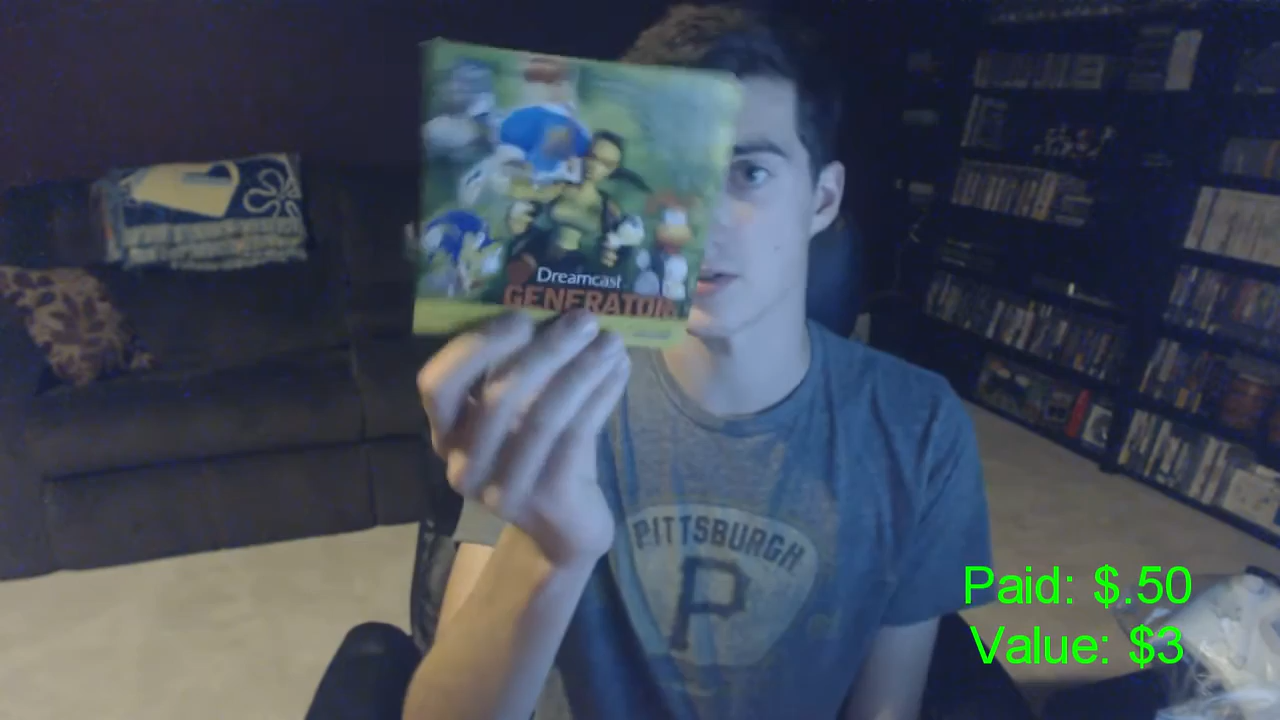 Dreamcast
GENERATOR
PITTSBURGH
P
Paid: $.50
Value: $3